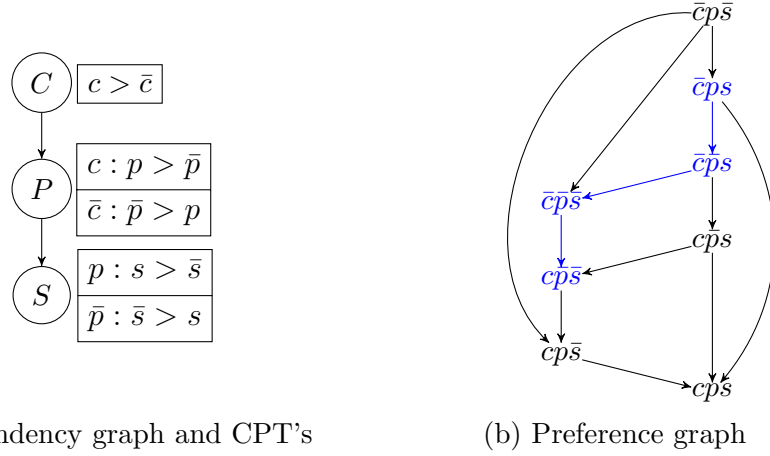 C
c > c̄
P
c : p > p̄
c̄ : p̄ > p
S
p : s > s̄
p̄ : s̄ > s
ndency graph and CPT's
c̄ps̄
c̄ps
c̄p̄s
c̄p̄s̄
cp̄s
cp̄s̄
cps̄
cps
(b) Preference graph